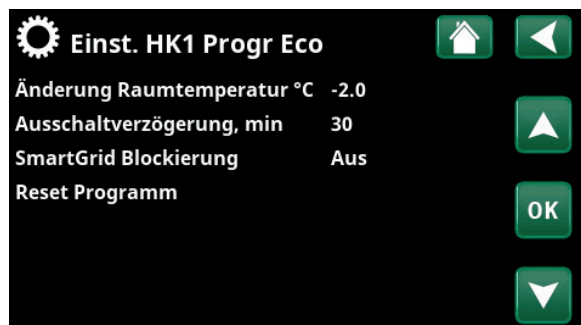 Einst. HK1 Progr Eco
Änderung Raumtemperatur °C -2.0
Ausschaltverzögerung, min 30
SmartGrid Blockierung Aus
Reset Programm
OK